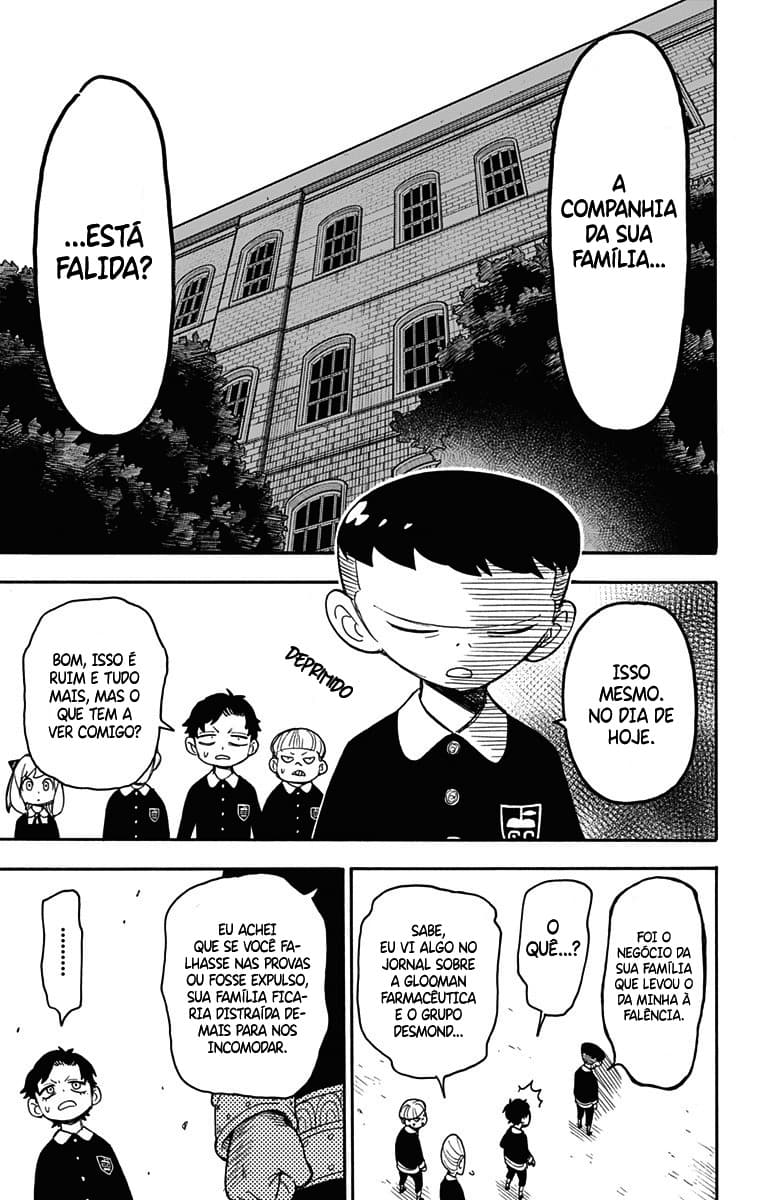 A
COMPANHIA
DA SUA
FAMÍLIA...
...ESTÁ
FALIDA?
ISSO
MESMO.
NO DIA DE
HOJE.
DEPRIMIDO
BOM, ISSO É
RUIM E TUDO
MAIS, MAS O
QUE TEM A
VER COMIGO?
FOI O
NEGÓCIO DA
SUA FAMÍLIA
QUE LEVOU O
DA MINHA À
FALÊNCIA.
O
QUÊ...?
SABE,
EU VI ALGO NO
JORNAL SOBRE
A GLOOMAN
FARMACÊUTICA
E O GRUPO
DESMOND...
EU ACHEI
QUE SE VOCÊ FA-
LHASSE NAS PROVAS
OU FOSSE EXPULSO,
SUA FAMÍLIA FICA-
RIA DISTRAÍDA DE-
MAIS PARA NOS
INCOMODAR.
........